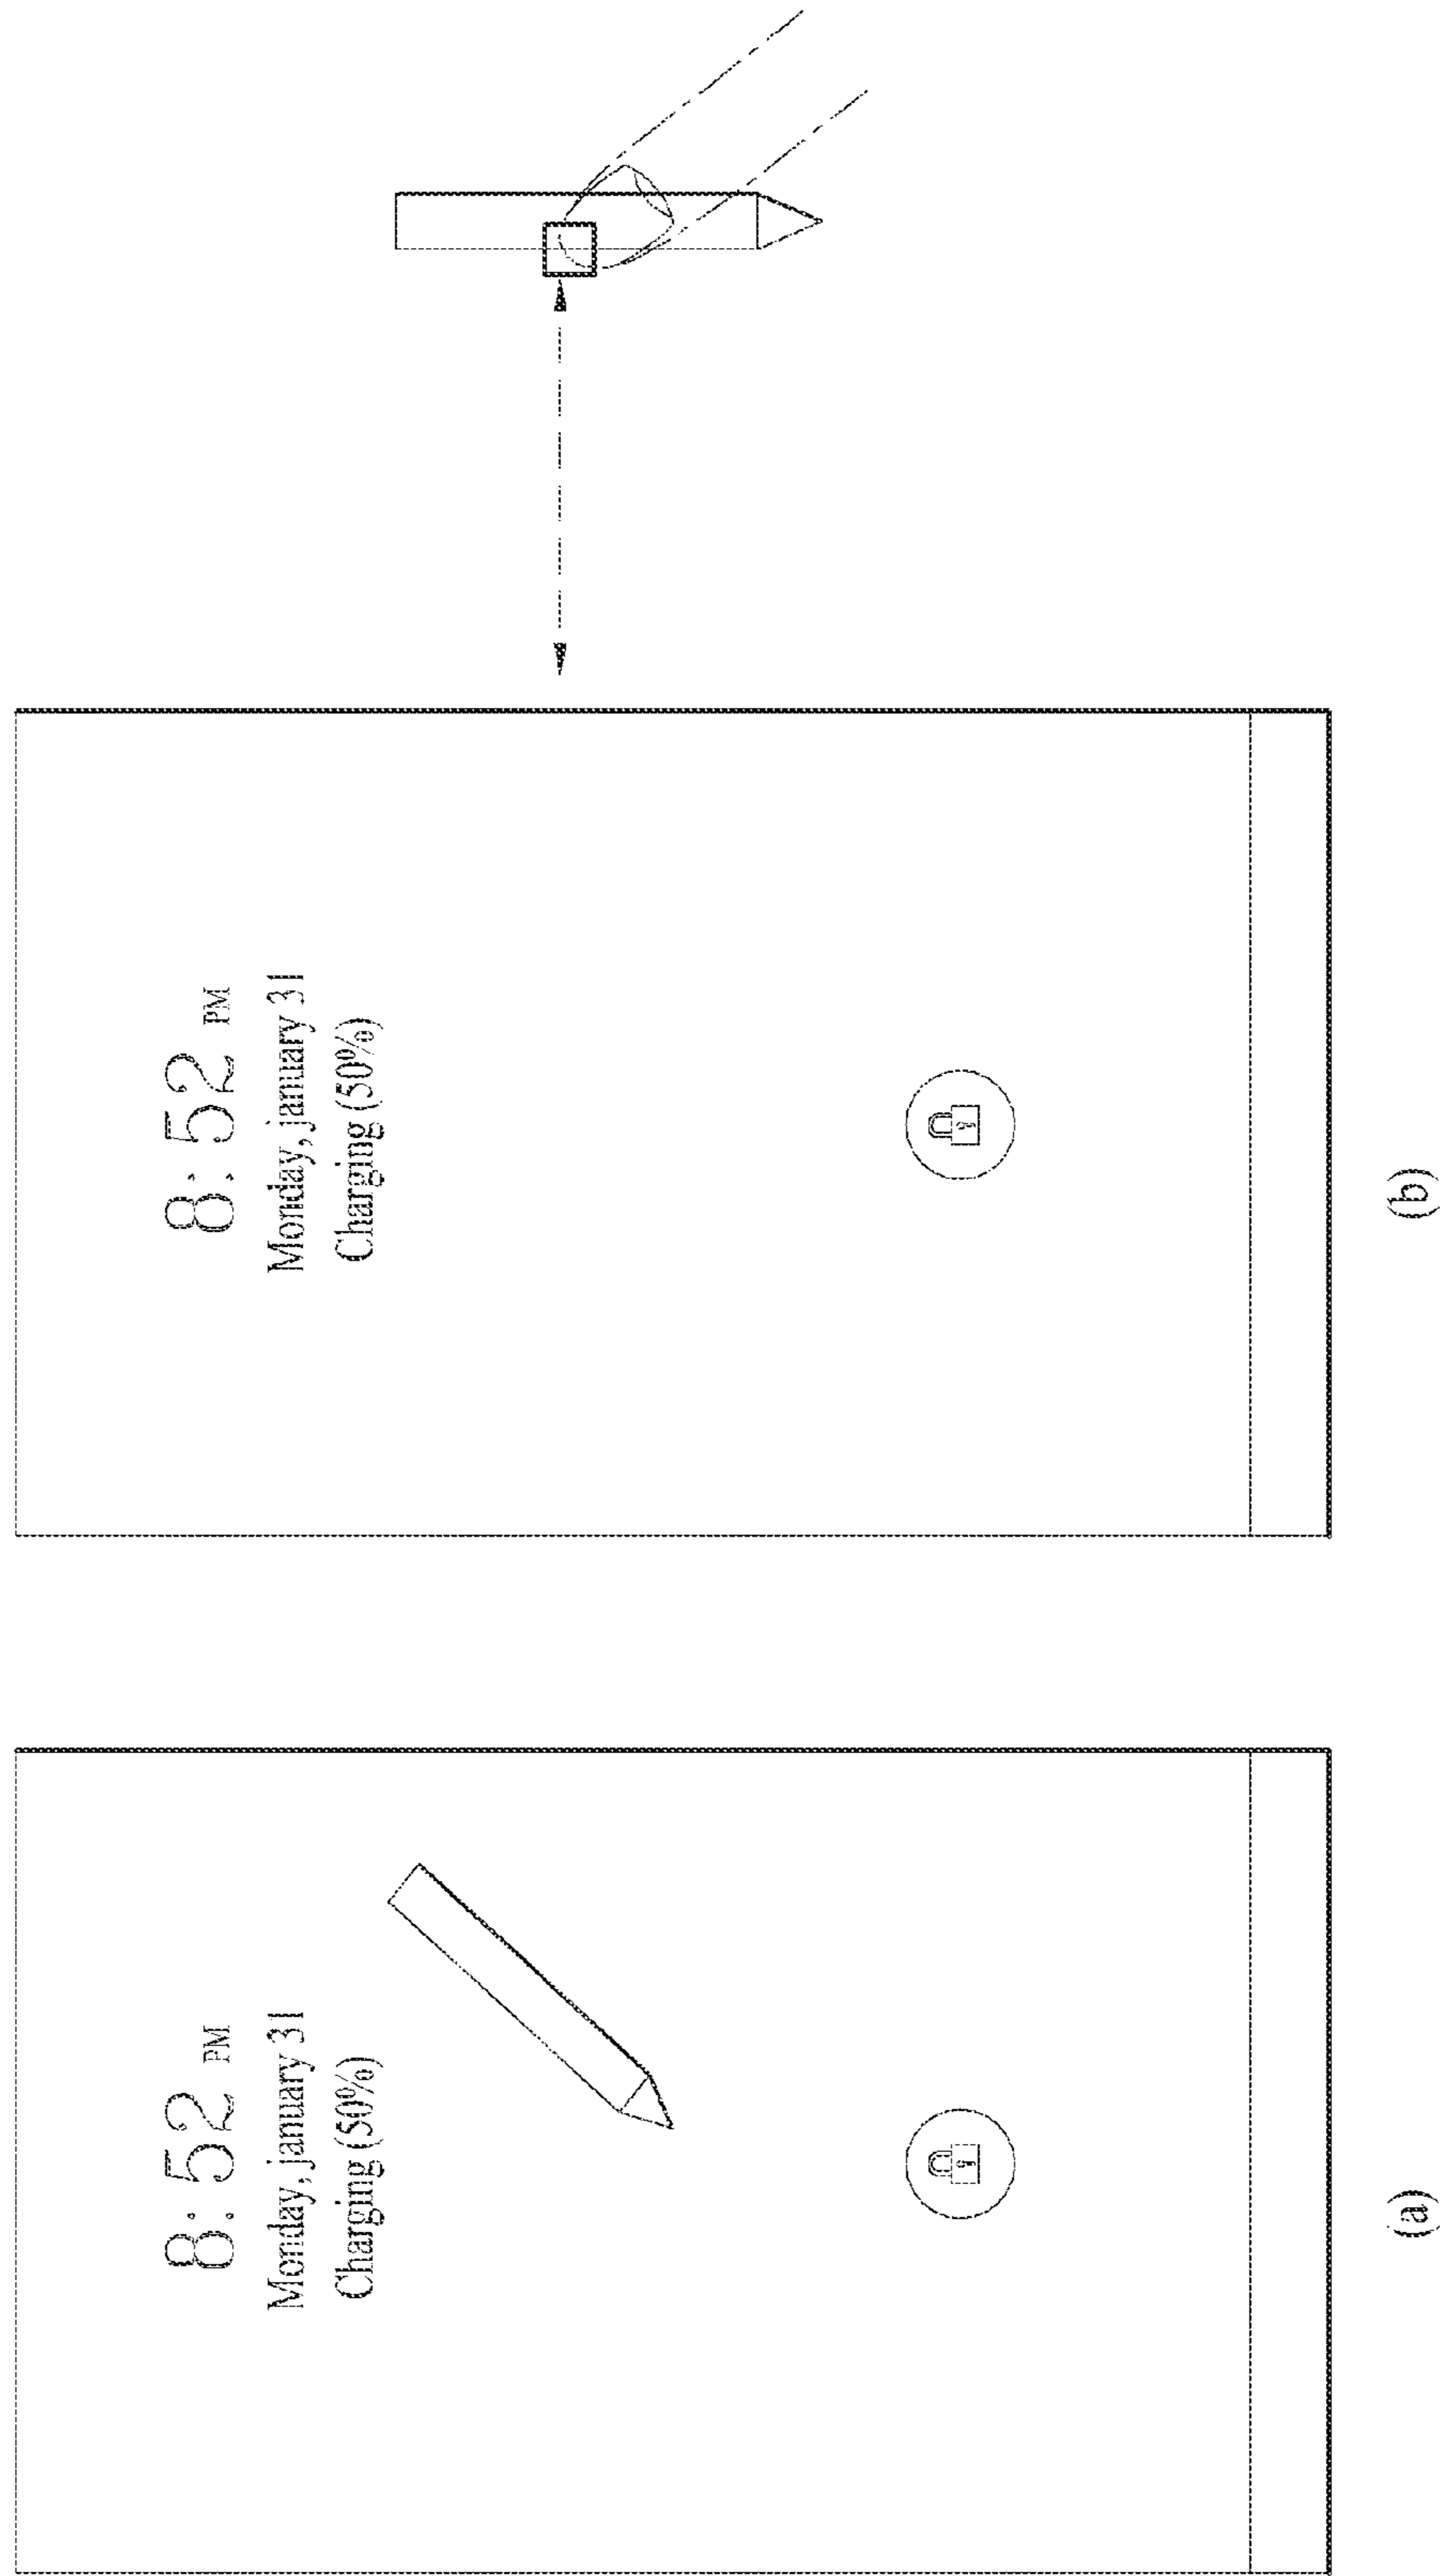 8:52 PM
Monday, january 31
Charging (50%)
(a)
8:52 PM
Monday, january 31
Charging (50%)
(b)